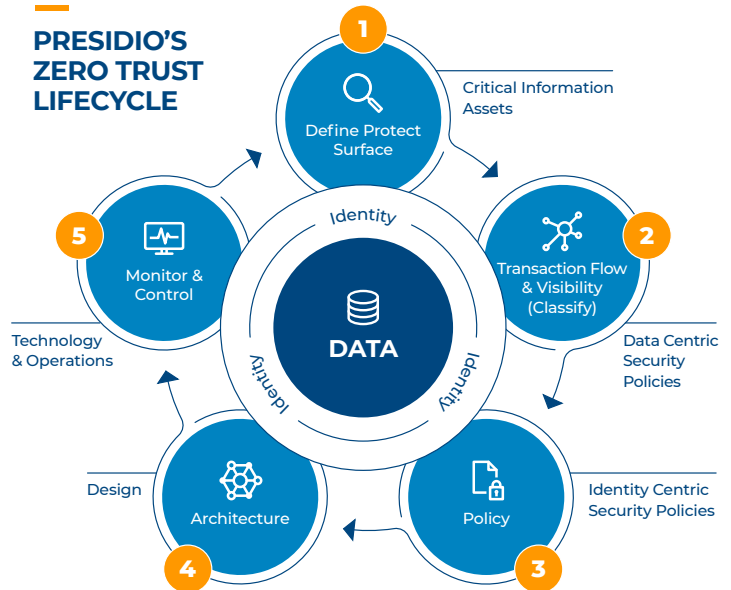 PRESIDIO'S
ZERO TRUST
LIFECYCLE
1
Define Protect
Surface
Critical Information
Assets
2
Transaction Flow
& Visibility
(Classify)
Data Centric
Security
Policies
3
Policy
Identity Centric
Security Policies
4
Architecture
Design
5
Monitor &
Control
Technology
& Operations
Identity
Identity
Identity
DATA